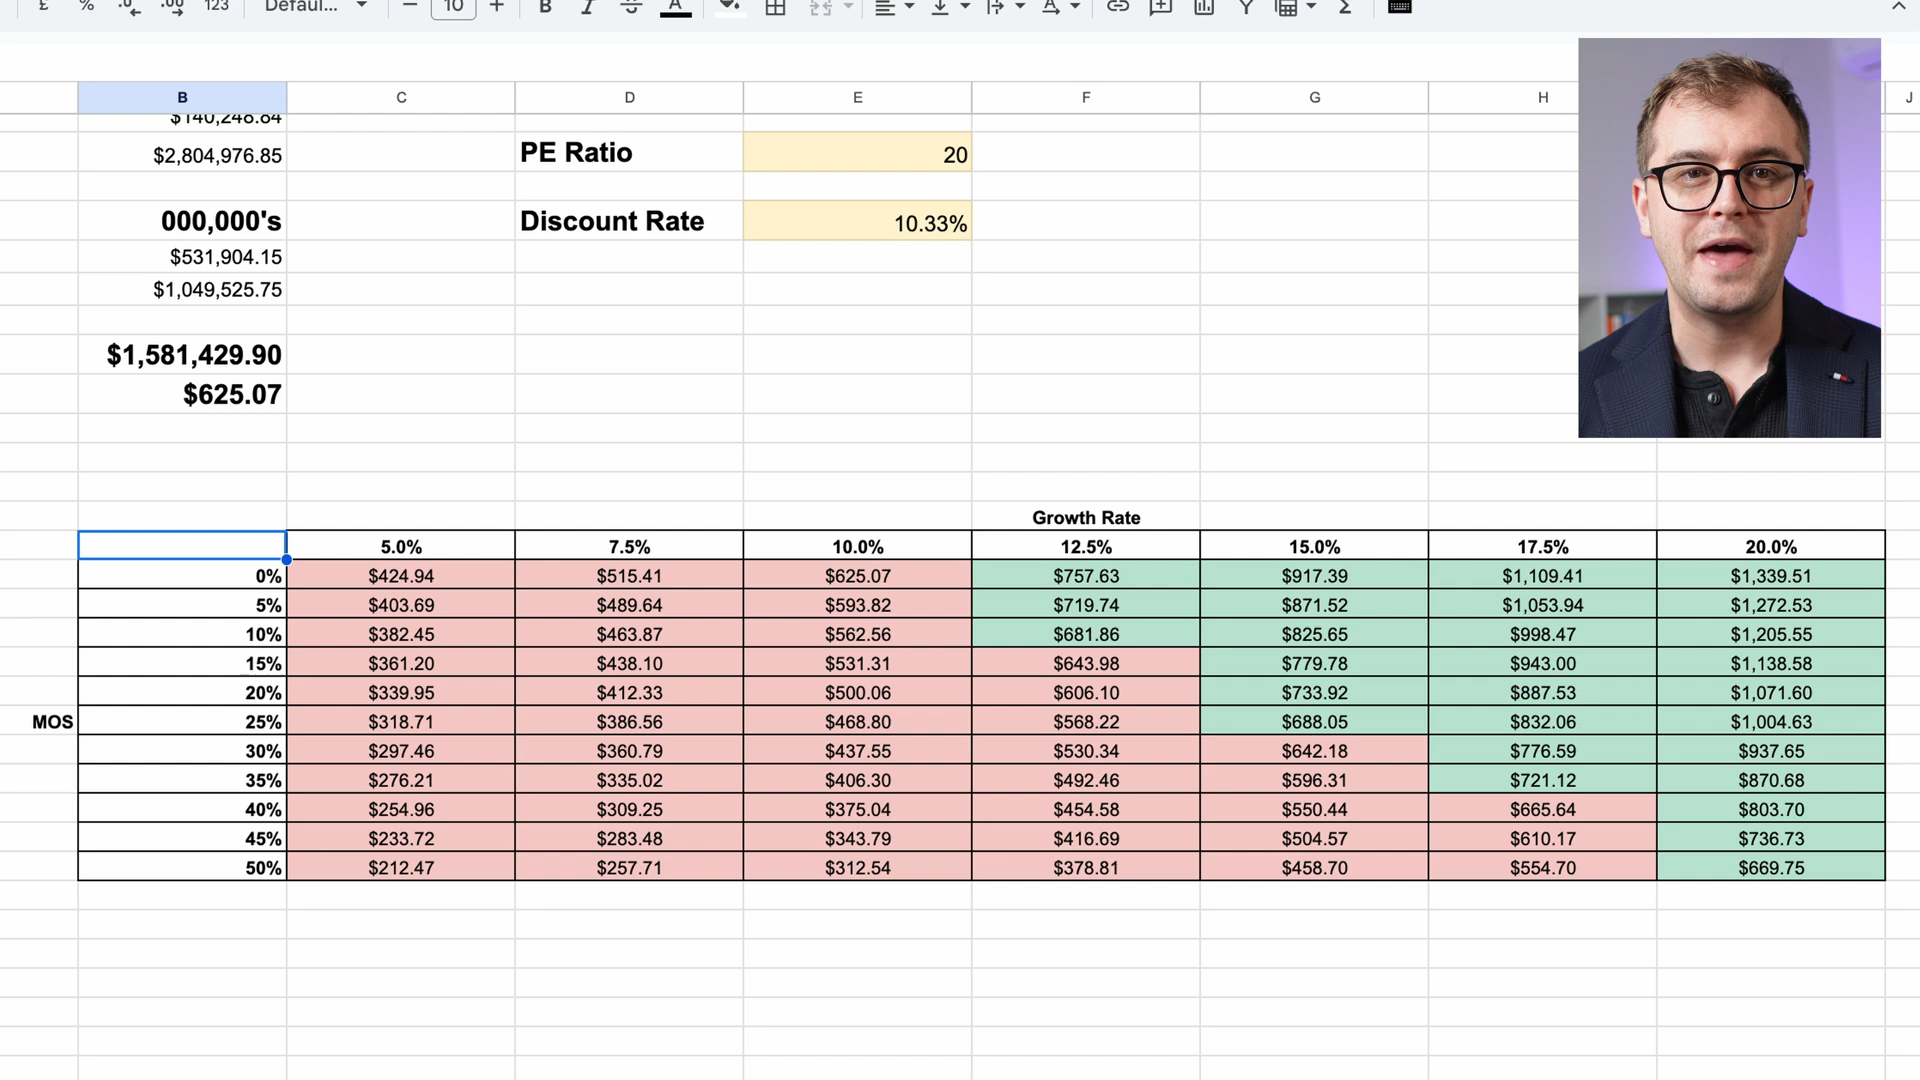 £ % .0 .00 123 Defaul... − 10 + B I A Σ
B C D E F G H J
$140,248.84
$2,804,976.85 PE Ratio 20
000,000's Discount Rate 10.33%
$531,904.15
$1,049,525.75
$1,581,429.90
$625.07
Growth Rate
5.0% 7.5% 10.0% 12.5% 15.0% 17.5% 20.0%
0% $424.94 $515.41 $625.07 $757.63 $917.39 $1,109.41 $1,339.51
5% $403.69 $489.64 $593.82 $719.74 $871.52 $1,053.94 $1,272.53
10% $382.45 $463.87 $562.56 $681.86 $825.65 $998.47 $1,205.55
15% $361.20 $438.10 $531.31 $643.98 $779.78 $943.00 $1,138.58
20% $339.95 $412.33 $500.06 $606.10 $733.92 $887.53 $1,071.60
MOS 25% $318.71 $386.56 $468.80 $568.22 $688.05 $832.06 $1,004.63
30% $297.46 $360.79 $437.55 $530.34 $642.18 $776.59 $937.65
35% $276.21 $335.02 $406.30 $492.46 $596.31 $721.12 $870.68
40% $254.96 $309.25 $375.04 $454.58 $550.44 $665.64 $803.70
45% $233.72 $283.48 $343.79 $416.69 $504.57 $610.17 $736.73
50% $212.47 $257.71 $312.54 $378.81 $458.70 $554.70 $669.75